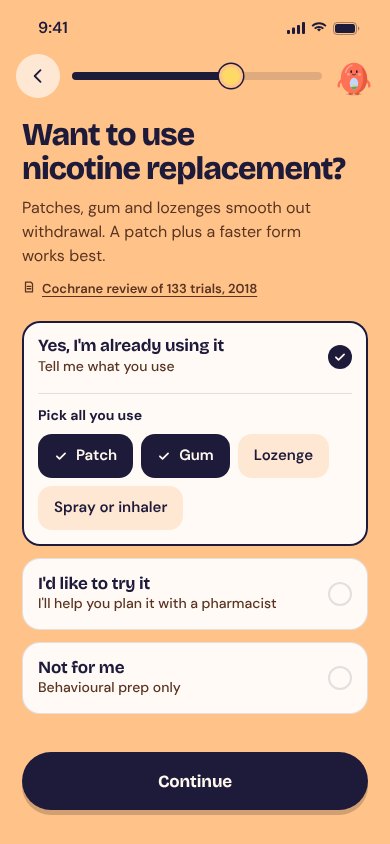 9:41
Want to use
nicotine replacement?
Patches, gum and lozenges smooth out
withdrawal. A patch plus a faster form
works best.
Cochrane review of 133 trials, 2018
Yes, I'm already using it
Tell me what you use
Pick all you use
Patch Gum Lozenge
Spray or inhaler
I'd like to try it
I'll help you plan it with a pharmacist
Not for me
Behavioural prep only
Continue